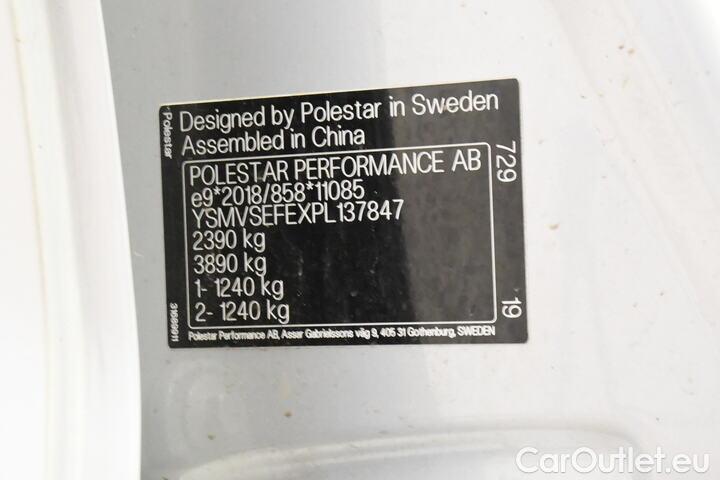 Designed by Polestar in Sweden
Assembled in China
Polestar
POLESTAR PERFORMANCE AB
e9*2018/858*11085
YSMVSEFEXPL137847
2390 kg
3890 kg
1- 1240 kg
2- 1240 kg
729
19
31689911
Polestar Performance AB, Assar Gabrielssons väg 9, 405 31 Gothenburg, SWEDEN
CarOutlet.eu